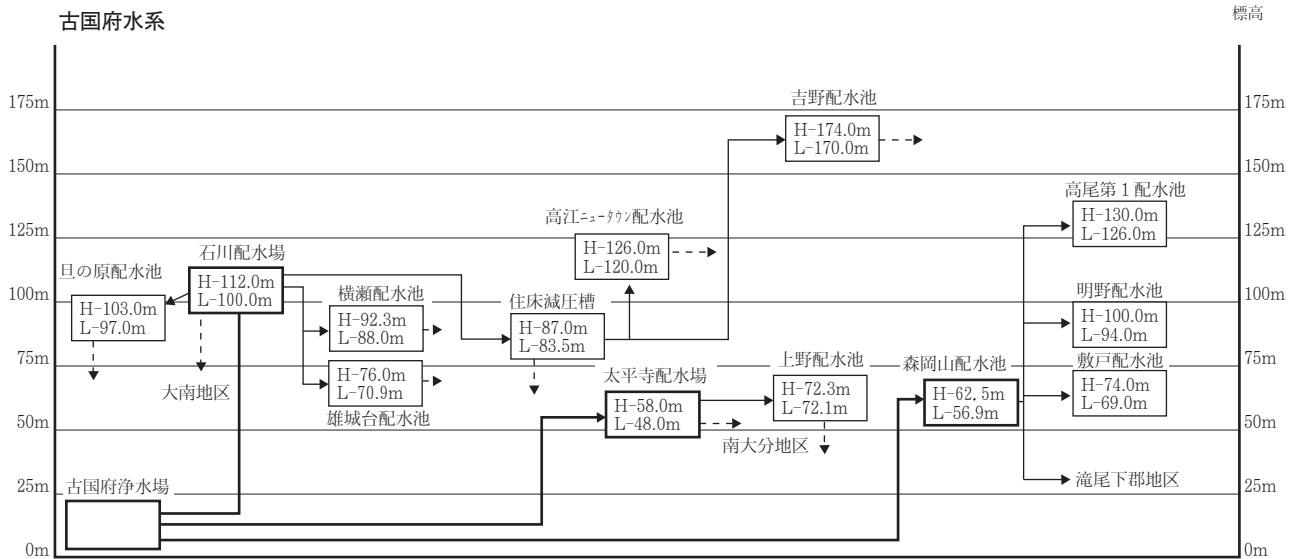 古国府水系
標高
175m
175m
吉野配水池
H-174.0m
L-170.0m
150m
150m
高尾第1配水池
H-130.0m
L-126.0m
高江ニュータウン配水池
H-126.0m
L-120.0m
125m
125m
石川配水場
H-112.0m
L-100.0m
旦の原配水池
H-103.0m
L-97.0m
横瀬配水池
H-92.3m
L-88.0m
住床減圧槽
H-87.0m
L-83.5m
明野配水池
H-100.0m
L-94.0m
100m
100m
75m
75m
大南地区
H-76.0m
L-70.9m
雄城台配水池
太平寺配水場
H-58.0m
L-48.0m
上野配水池
H-72.3m
L-72.1m
森岡山配水池
H-62.5m
L-56.9m
敷戸配水池
H-74.0m
L-69.0m
50m
50m
南大分地区
滝尾下郡地区
古国府浄水場
25m
25m
0m
0m